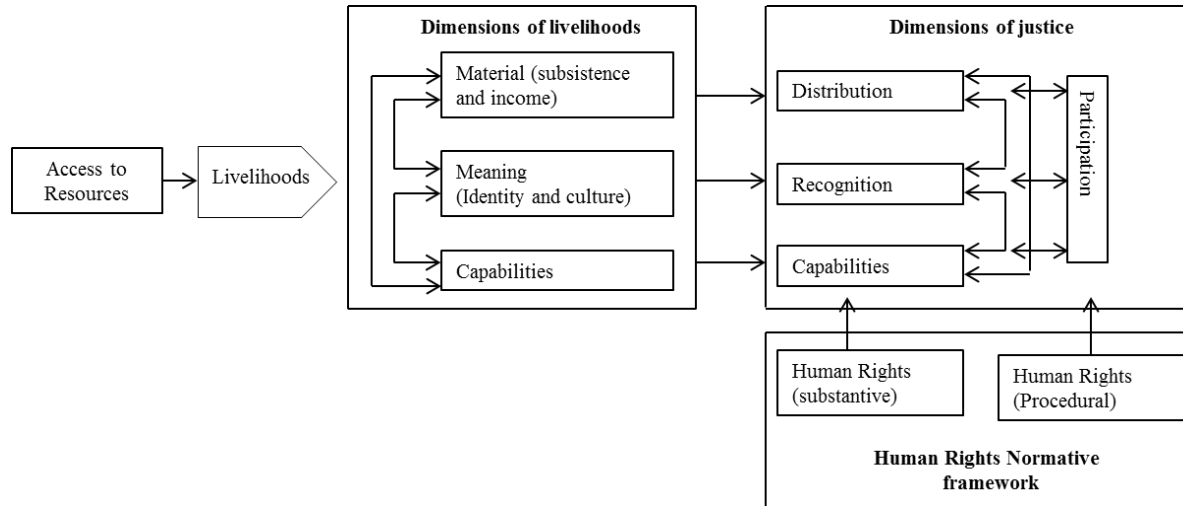 Access to
Resources
Livelihoods
Dimensions of livelihoods
Material (subsistence
and income)
Meaning
(Identity and culture)
Capabilities
Dimensions of justice
Distribution
Recognition
Capabilities
Participation
Human Rights
(substantive)
Human Rights
(Procedural)
Human Rights Normative
framework